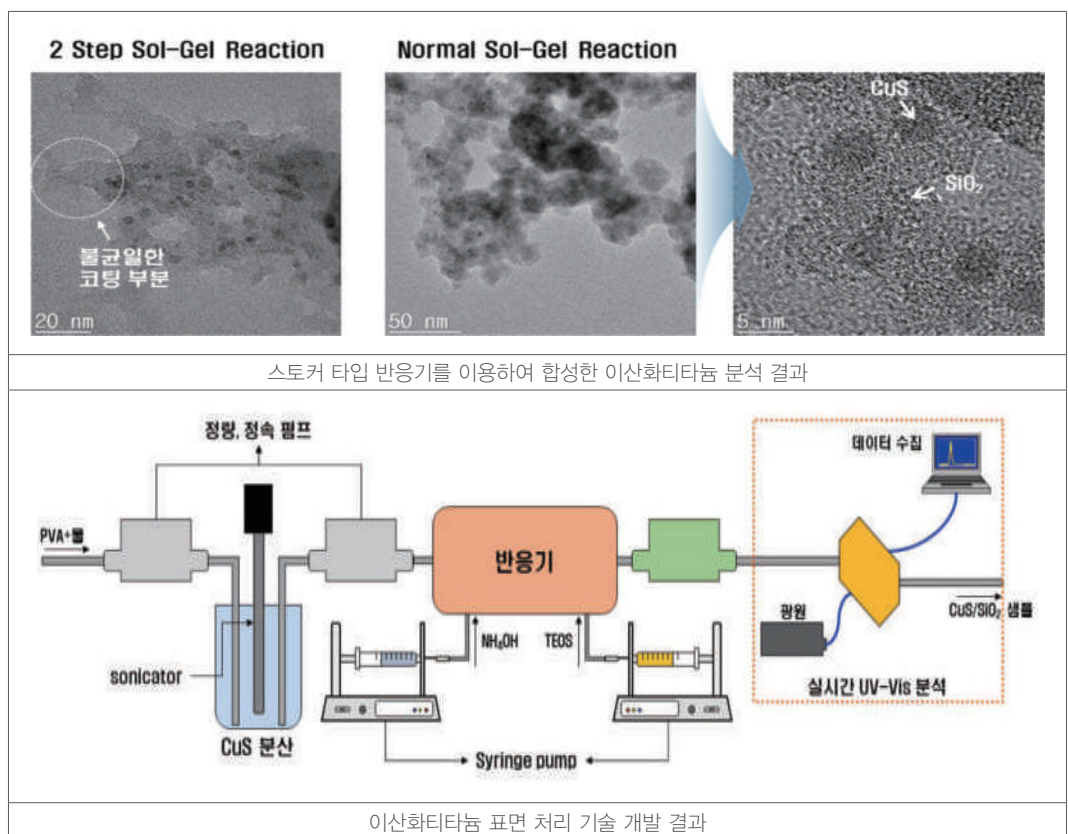 2 Step Sol-Gel Reaction
Normal Sol-Gel Reaction
불균일한
코팅 부분
20 nm
50 nm
CuS
SiO₂
5 nm
스토커 타입 반응기를 이용하여 합성한 이산화티타늄 분석 결과
정량, 정속 펌프
데이터 수집
PVA+물
반응기
광원
CuS/SiO₂ 샘플
NH₄OH
TEOS
sonicator
실시간 UV-Vis 분석
CuS 분산
Syringe pump
이산화티타늄 표면 처리 기술 개발 결과